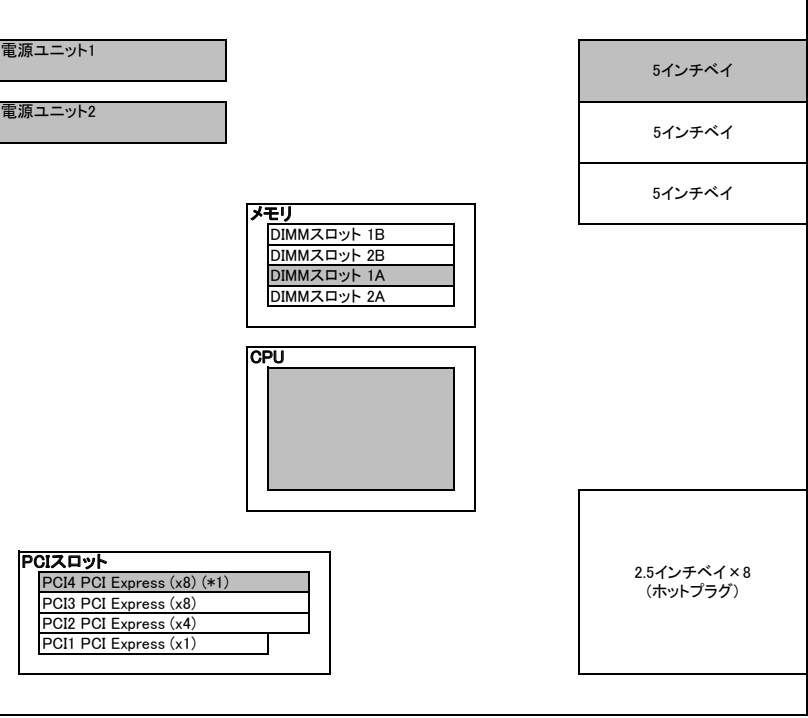 電源ユニット1
電源ユニット2
5インチベイ
5インチベイ
5インチベイ
メモリ
DIMMスロット 1B
DIMMスロット 2B
DIMMスロット 1A
DIMMスロット 2A
CPU
PCIスロット
PCI4 PCI Express (x8) (*1)
PCI3 PCI Express (x8)
PCI2 PCI Express (x4)
PCI1 PCI Express (x1)
2.5インチベイ×8
(ホットプラグ)